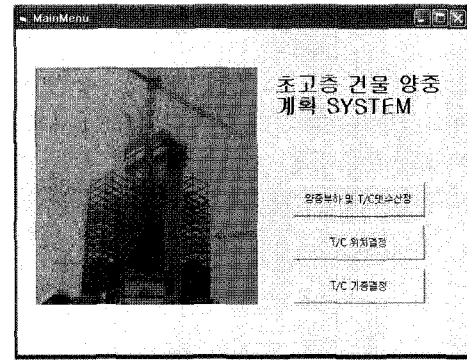 MainMenu
초고층 건물 양중
계획 SYSTEM
양중부하 및 T/C댓수산정
T/C 위치결정
T/C 기종결정